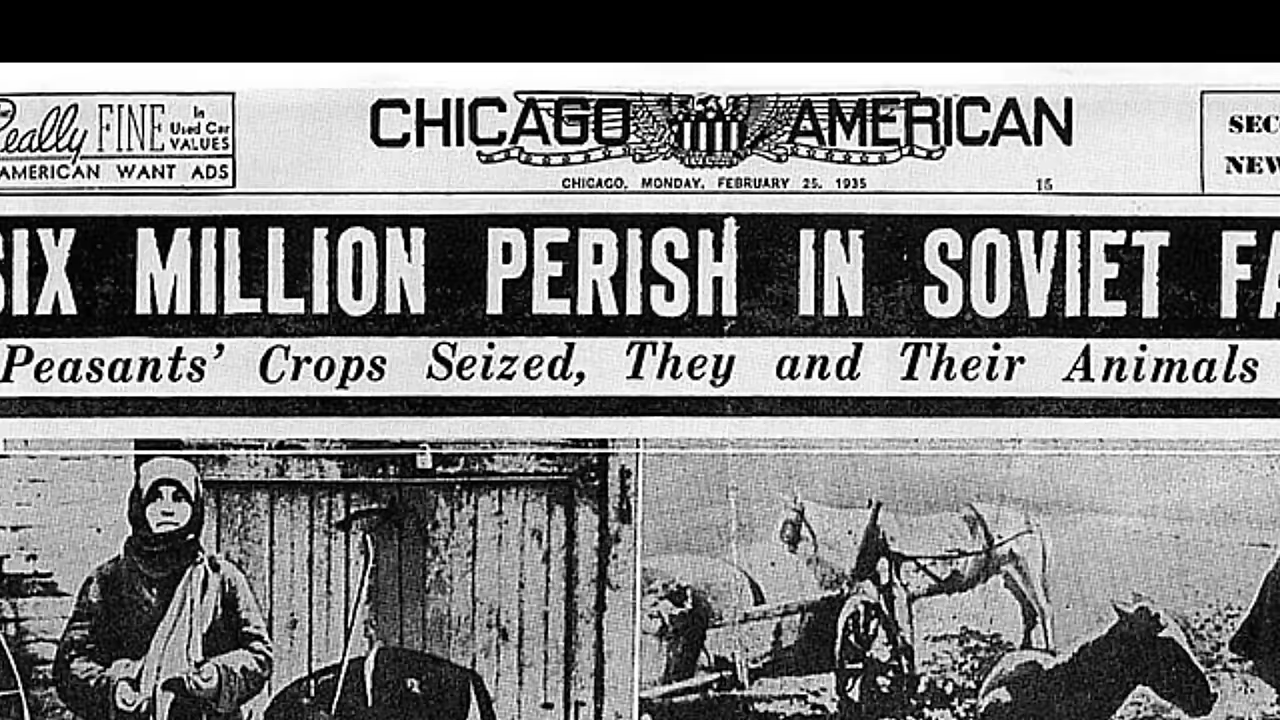 Really FINE In Used Car VALUES
AMERICAN WANT ADS
CHICAGO AMERICAN
CHICAGO, MONDAY, FEBRUARY 25, 1935
15
SEC
NEW
SIX MILLION PERISH IN SOVIET FA
Peasants' Crops Seized, They and Their Animals